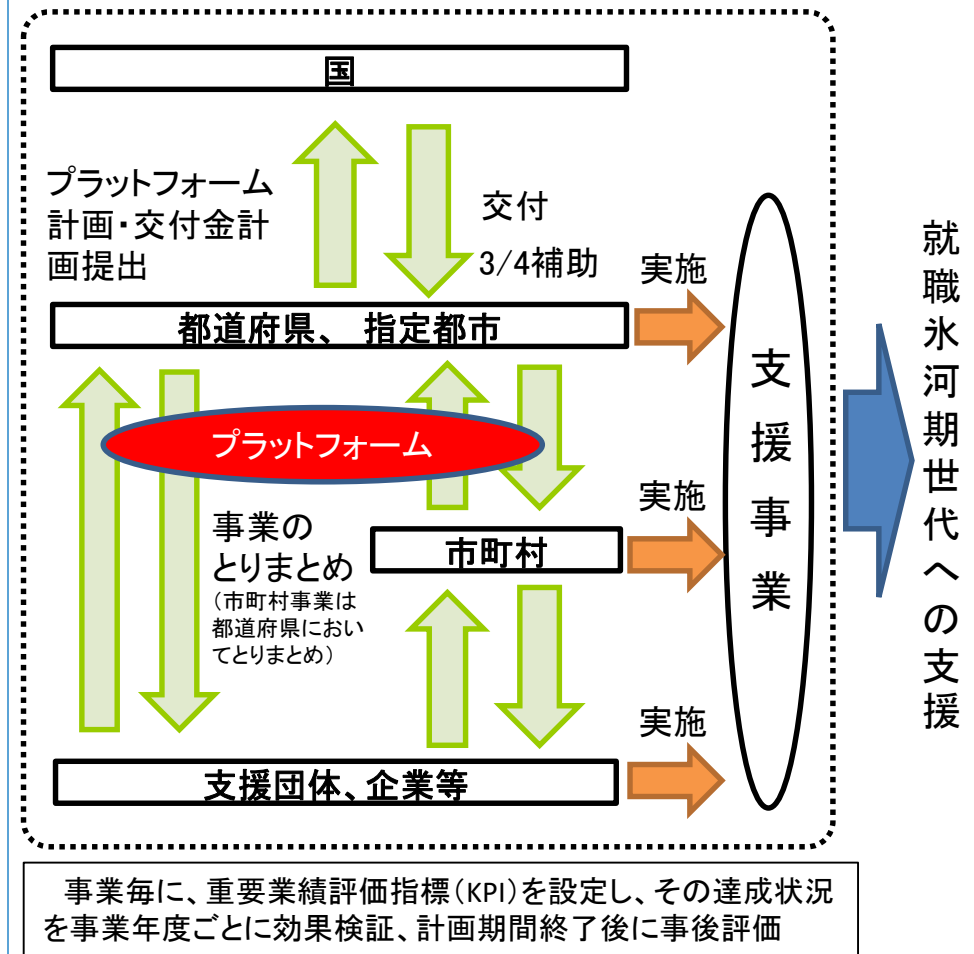 国
プラットフォーム
計画・交付金計
画提出
交付
3/4補助
実施
都道府県、 指定都市
プラットフォーム
実施
事業の
とりまとめ
（市町村事業は
都道府県におい
てとりまとめ）
市町村
実施
支援団体、企業等
支援事業
就職氷河期世代への支援
事業毎に、重要業績評価指標（KPI）を設定し、その達成状況
を事業年度ごとに効果検証、計画期間終了後に事後評価